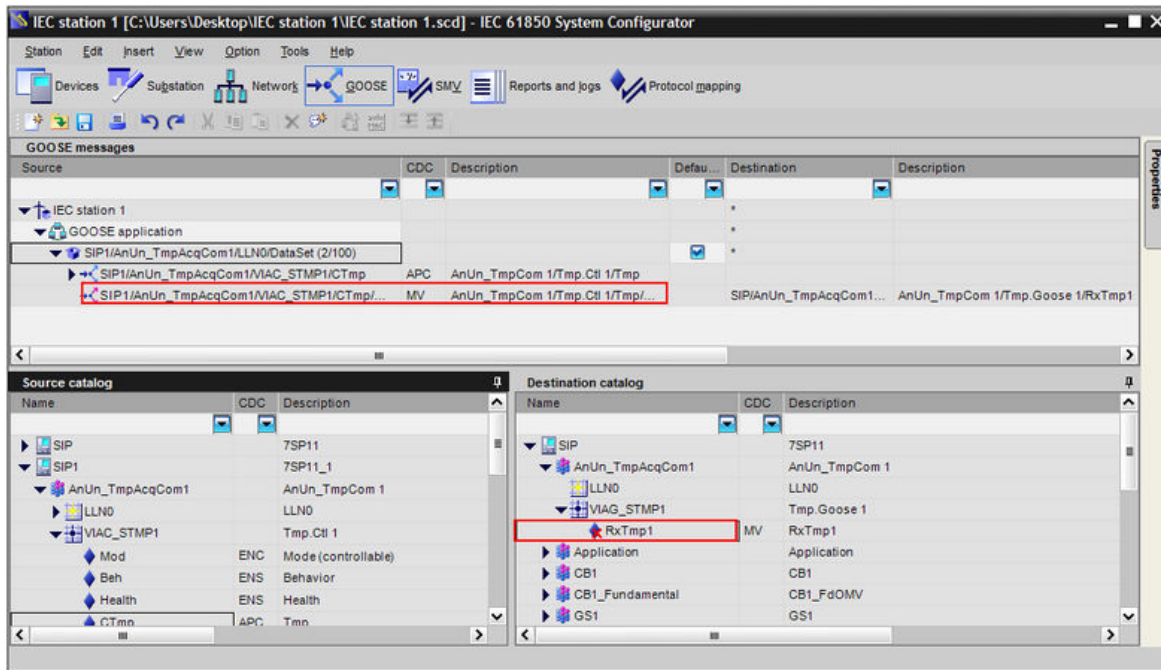 IEC station 1 [C:\Users\Desktop\IEC station 1\IEC station 1.scd] - IEC 61850 System Configurator
Station Edit Insert View Option Tools Help
Devices Substation Network GOOSE SMV Reports and logs Protocol mapping
GOOSE messages
Source CDC Description Defau... Destination Description
IEC station 1 *
GOOSE application *
SIP1/AnUn_TmpAcqCom1/LLN0/DataSet (2/100) *
SIP1/AnUn_TmpAcqCom1/VIAC_STMP1/CTmp APC AnUn_TmpCom 1/Tmp.Ctl 1/Tmp
SIP1/AnUn_TmpAcqCom1/VIAC_STMP1/CTmp/... MV AnUn_TmpCom 1/Tmp.Ctl 1/Tmp/... SIP/AnUn_TmpAcqCom1... AnUn_TmpCom 1/Tmp.Goose 1/RxTmp1
Properties
Source catalog
Name CDC Description
SIP 7SP11
SIP1 7SP11_1
AnUn_TmpAcqCom1 AnUn_TmpCom 1
LLN0 LLN0
VIAC_STMP1 Tmp.Ctl 1
Mod ENC Mode (controllable)
Beh ENS Behavior
Health ENS Health
CTmp APC Tmp
Destination catalog
Name CDC Description
SIP 7SP11
AnUn_TmpAcqCom1 AnUn_TmpCom 1
LLN0 LLN0
VIAG_STMP1 Tmp.Goose 1
RxTmp1 MV RxTmp1
Application Application
CB1 CB1
CB1_Fundamental CB1_FdOMV
GS1 GS1